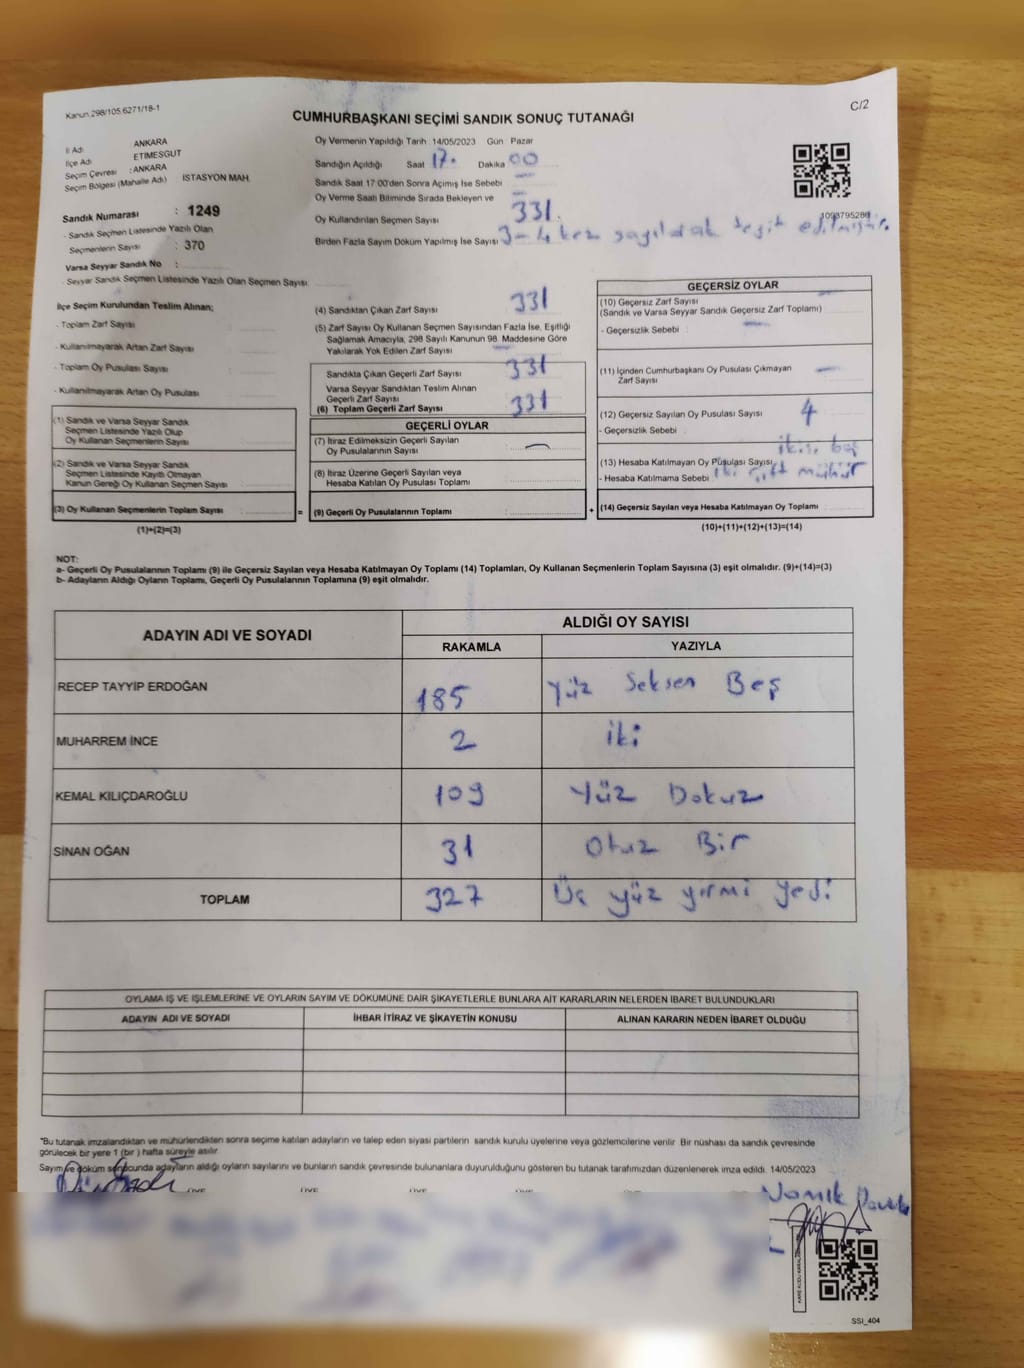 Kanun.298/105.6271/18-1
C/2
CUMHURBAŞKANI SEÇİMİ SANDIK SONUÇ TUTANAĞI
İl Adı ANKARA
İlçe Adı ETİMESGUT
Seçim Çevresi : ANKARA
Seçim Bölgesi (Mahalle Adı) İSTASYON MAH.
Sandık Numarası : 1249
- Sandık Seçmen Listesinde Yazılı Olan
Seçmenlerin Sayısı : 370
Varsa Seyyar Sandık No :
- Seyyar Sandık Seçmen Listesinde Yazılı Olan Seçmen Sayısı
Oy Vermenin Yapıldığı Tarih 14/05/2023 Gün Pazar
Sandığın Açıldığı Saat 17. Dakika 00
Sandık Saat 17:00'den Sonra Açımış İse Sebebi
Oy Verme Saati Bitiminde Sırada Bekleyen ve
Oy Kullandırılan Seçmen Sayısı 331.
Birden Fazla Sayım Döküm Yapılmış İse Sayısı 3-4 kez sayılarak tespit edilmiştir.
İlçe Seçim Kurulundan Teslim Alınan;
- Toplam Zarf Sayısı
- Kullanılmayarak Artan Zarf Sayısı
- Toplam Oy Pusulası Sayısı
- Kullanılmayarak Artan Oy Pusulası
(1) Sandık ve Varsa Seyyar Sandık
Seçmen Listesinde Yazılı Olup
Oy Kullanan Seçmenlerin Sayısı
(2) Sandık ve Varsa Seyyar Sandık
Seçmen Listesinde Kayıtlı Olmayan
Kanun Gereği Oy Kullanan Seçmen Sayısı
(3) Oy Kullanan Seçmenlerin Toplam Sayısı
(1)+(2)=(3)
(4) Sandıktan Çıkan Zarf Sayısı 331
(5) Zarf Sayısı Oy Kullanan Seçmen Sayısından Fazla İse, Eşitliği
Sağlamak Amacıyla, 298 Sayılı Kanunun 98. Maddesine Göre
Yakılarak Yok Edilen Zarf Sayısı
Sandıkta Çıkan Geçerli Zarf Sayısı 331
Varsa Seyyar Sandıktan Teslim Alınan
Geçerli Zarf Sayısı
(6) Toplam Geçerli Zarf Sayısı 331
GEÇERLİ OYLAR
(7) İtiraz Edilmeksizin Geçerli Sayılan
Oy Pusulalarının Sayısı
(8) İtiraz Üzerine Geçerli Sayılan veya
Hesaba Katılan Oy Pusulası Toplamı
= (9) Geçerli Oy Pusulalarının Toplamı
GEÇERSİZ OYLAR
(10) Geçersiz Zarf Sayısı
(Sandık ve Varsa Seyyar Sandık Geçersiz Zarf Toplamı)
- Geçersizlik Sebebi :
(11) İçinden Cumhurbaşkanı Oy Pusulası Çıkmayan
Zarf Sayısı
(12) Geçersiz Sayılan Oy Pusulası Sayısı 4
- Geçersizlik Sebebi : ikisi boş
(13) Hesaba Katılmayan Oy Pusulası Sayısı
- Hesaba Katılmama Sebebi iki çift mühür
+ (14) Geçersiz Sayılan veya Hesaba Katılmayan Oy Toplamı
(10)+(11)+(12)+(13)=(14)
NOT:
a- Geçerli Oy Pusulalarının Toplamı (9) ile Geçersiz Sayılan veya Hesaba Katılmayan Oy Toplamı (14) Toplamları, Oy Kullanan Seçmenlerin Toplam Sayısına (3) eşit olmalıdır. (9)+(14)=(3)
b- Adayların Aldığı Oyların Toplamı, Geçerli Oy Pusulalarının Toplamına (9) eşit olmalıdır.
ADAYIN ADI VE SOYADI
ALDIĞI OY SAYISI
RAKAMLA YAZIYLA
RECEP TAYYİP ERDOĞAN 185 Yüz Seksen Beş
MUHARREM İNCE 2 iki
KEMAL KILIÇDAROĞLU 109 Yüz Dokuz
SİNAN OĞAN 31 Otuz Bir
TOPLAM 327 Üç yüz yirmi yedi
OYLAMA İŞ VE İŞLEMLERİNE VE OYLARIN SAYIM VE DÖKÜMÜNE DAİR ŞİKAYETLERLE BUNLARA AİT KARARLARIN NELERDEN İBARET BULUNDUKLARI
ADAYIN ADI VE SOYADI İHBAR İTİRAZ VE ŞİKAYETİN KONUSU ALINAN KARARIN NEDEN İBARET OLDUĞU
*Bu tutanak imzalandıktan ve mühürlendikten sonra seçime katılan adayların ve talep eden siyasi partilerin sandık kurulu üyelerine veya gözlemcilerine verilir. Bir nüshası da sandık çevresinde
görülecek bir yere 1 (bir) hafta süreyle asılır.
Sayım ve döküm sonucunda adayların aldığı oyların sayılarını ve bunların sandık çevresinde bulunanlara duyurulduğunu gösteren bu tutanak tarafımızdan düzenlenerek imza edildi. 14/05/2023
Namık
SSI_404